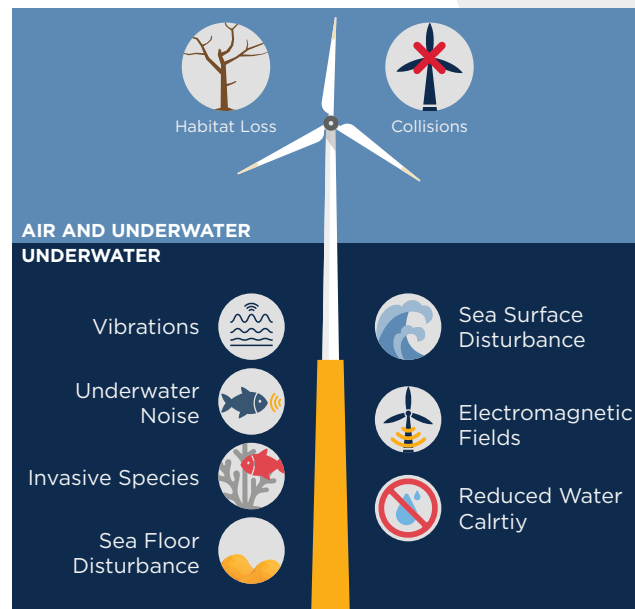 Habitat Loss
Collisions
AIR AND UNDERWATER
UNDERWATER
Vibrations
Underwater
Noise
Invasive Species
Sea Floor
Disturbance
Sea Surface
Disturbance
Electromagnetic
Fields
Reduced Water
Calrtiy